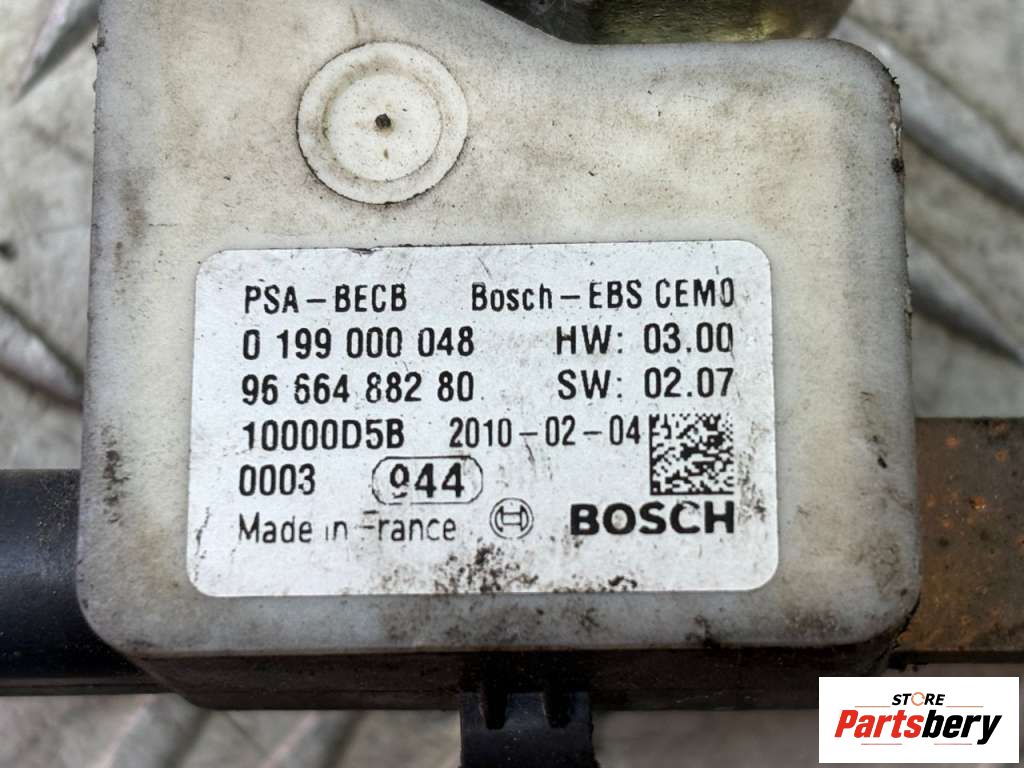 PSA-BECB Bosch-EBS CEM0
0 199 000 048 HW: 03.00
96 664 882 80 SW: 02.07
10000D5B 2010-02-04
0003 944
Made in France BOSCH
STORE
Partsbery